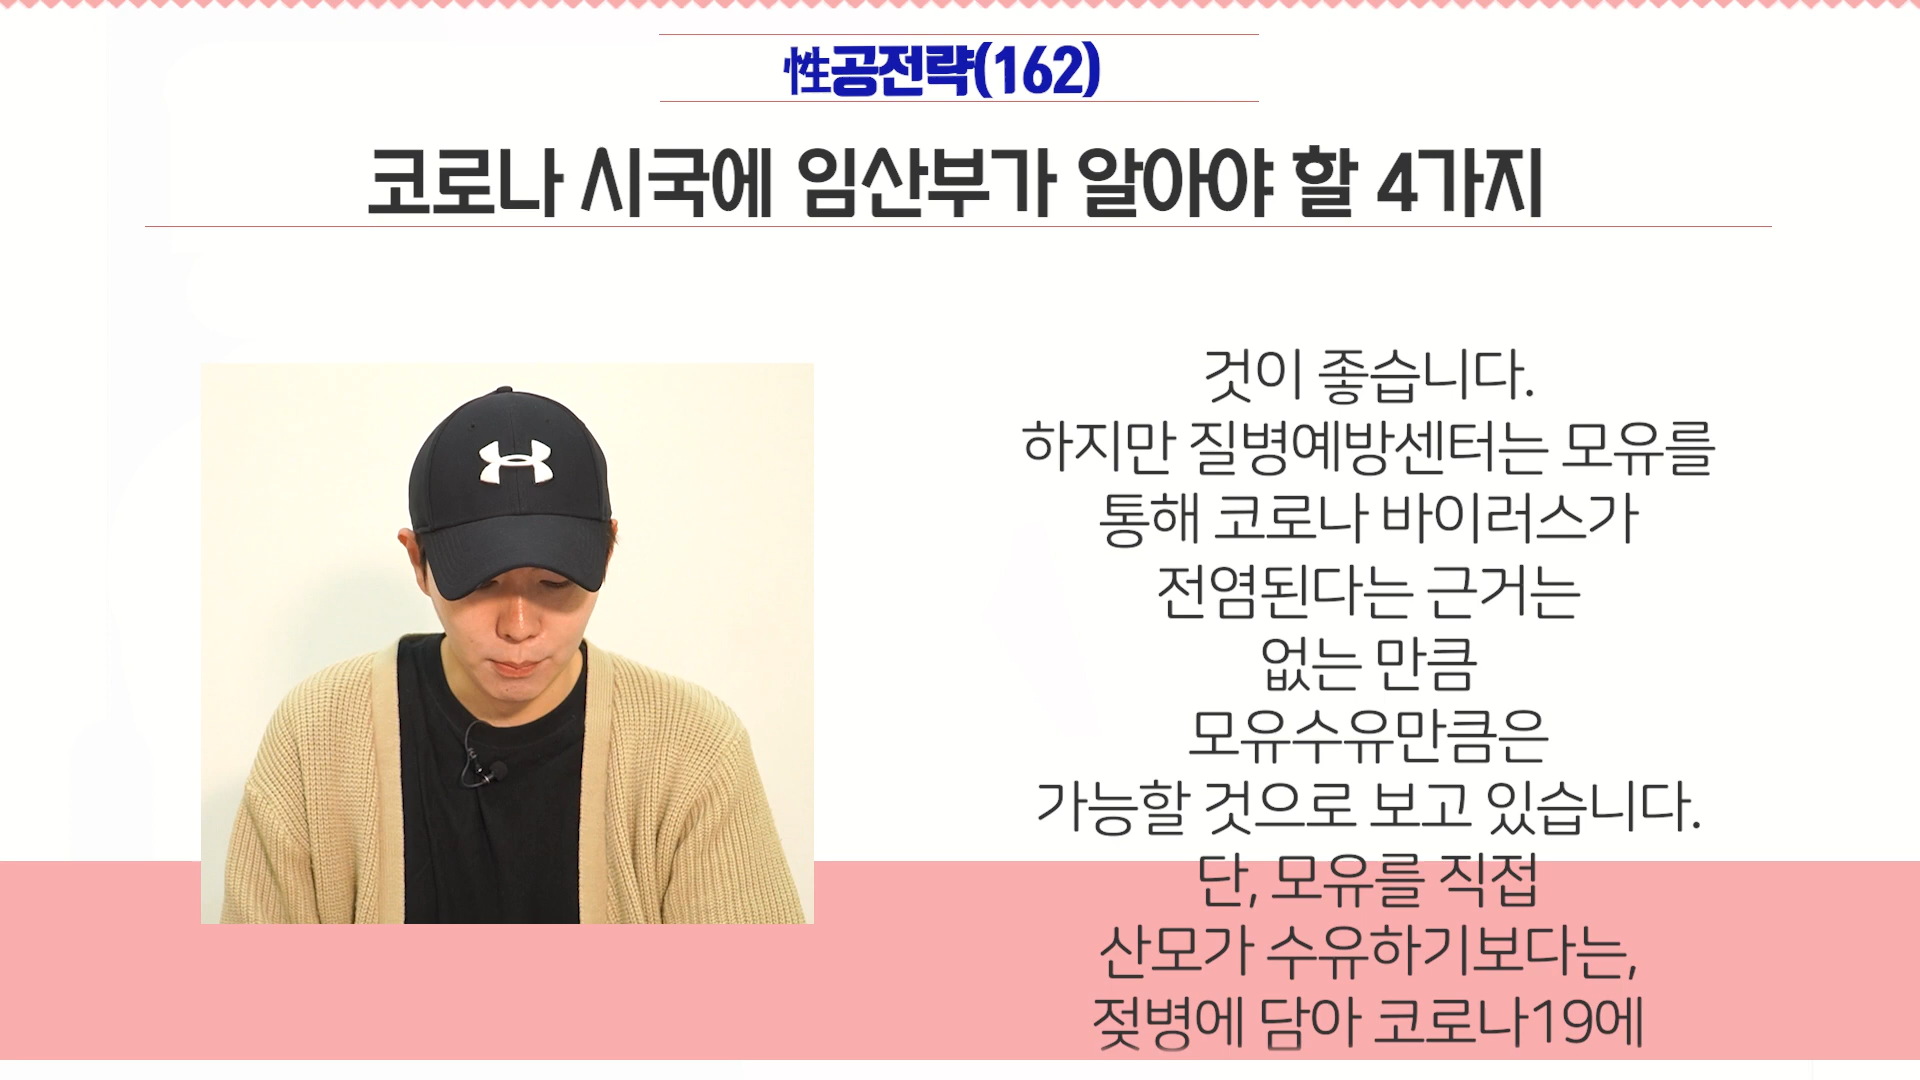 性공전략(162)
코로나 시국에 임산부가 알아야 할 4가지
것이 좋습니다.
하지만 질병예방센터는 모유를
통해 코로나 바이러스가
전염된다는 근거는
없는 만큼
모유수유만큼은
가능할 것으로 보고 있습니다.
단, 모유를 직접
산모가 수유하기보다는,
젖병에 담아 코로나19에